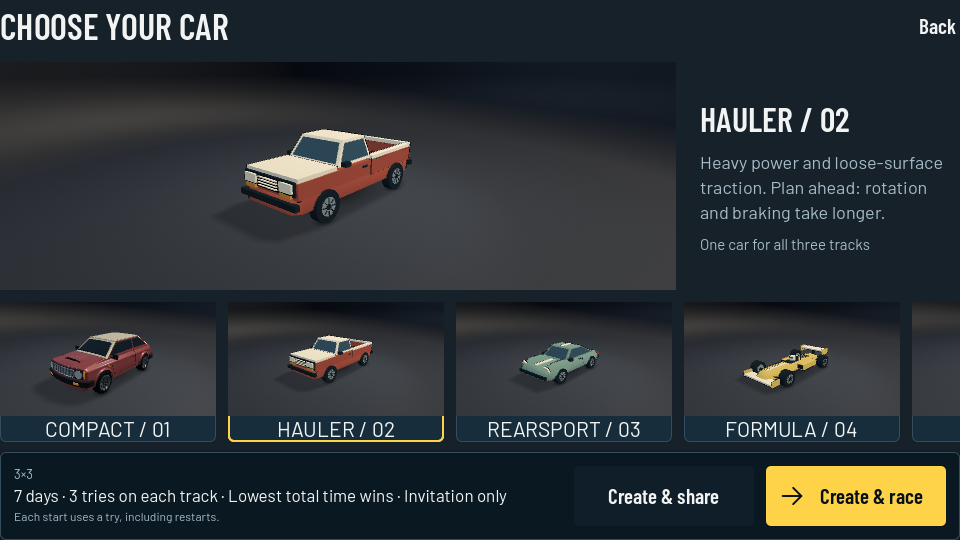 CHOOSE YOUR CAR
Back
HAULER / 02
Heavy power and loose-surface
traction. Plan ahead: rotation
and braking take longer.
One car for all three tracks
COMPACT / 01
HAULER / 02
REARSPORT / 03
FORMULA / 04
3×3
7 days · 3 tries on each track · Lowest total time wins · Invitation only
Each start uses a try, including restarts.
Create & share
Create & race